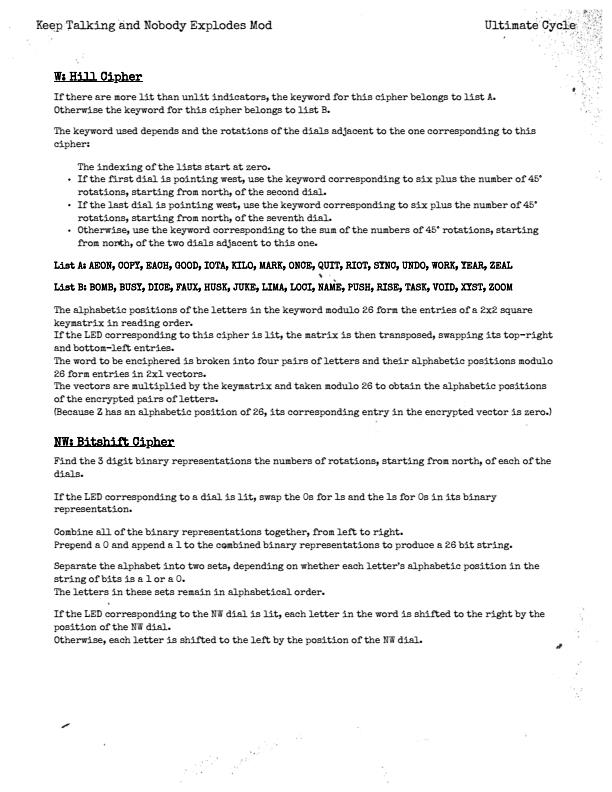 Keep Talking and Nobody Explodes Mod
Ultimate Cycle
W: Hill Cipher
If there are more lit than unlit indicators, the keyword for this cipher belongs to list A.
Otherwise the keyword for this cipher belongs to list B.
The keyword used depends and the rotations of the dials adjacent to the one corresponding to this
cipher:
The indexing of the lists start at zero.
• If the first dial is pointing west, use the keyword corresponding to six plus the number of 45°
rotations, starting from north, of the second dial.
• If the last dial is pointing west, use the keyword corresponding to six plus the number of 45°
rotations, starting from north, of the seventh dial.
• Otherwise, use the keyword corresponding to the sum of the numbers of 45° rotations, starting
from north, of the two dials adjacent to this one.
List A: AEON, COPY, EACH, GOOD, IOTA, KILO, MARK, ONCE, QUIT, RIOT, SYNC, UNDO, WORK, YEAR, ZEAL
List B: BOMB, BUSY, DICE, FAUX, HUSK, JUKE, LIMA, LOCI, NAME, PUSH, RISE, TASK, VOID, XYST, ZOOM
The alphabetic positions of the letters in the keyword modulo 26 form the entries of a 2x2 square
keymatrix in reading order.
If the LED corresponding to this cipher is lit, the matrix is then transposed, swapping its top-right
and bottom-left entries.
The word to be enciphered is broken into four pairs of letters and their alphabetic positions modulo
26 form entries in 2x1 vectors.
The vectors are multiplied by the keymatrix and taken modulo 26 to obtain the alphabetic positions
of the encrypted pairs of letters.
(Because Z has an alphabetic position of 26, its corresponding entry in the encrypted vector is zero.)
NW: Bitshift Cipher
Find the 3 digit binary representations the numbers of rotations, starting from north, of each of the
dials.
If the LED corresponding to a dial is lit, swap the 0s for 1s and the 1s for 0s in its binary
representation.
Combine all of the binary representations together, from left to right.
Prepend a 0 and append a 1 to the combined binary representations to produce a 26 bit string.
Separate the alphabet into two sets, depending on whether each letter's alphabetic position in the
string of bits is a 1 or a 0.
The letters in these sets remain in alphabetical order.
If the LED corresponding to the NW dial is lit, each letter in the word is shifted to the right by the
position of the NW dial.
Otherwise, each letter is shifted to the left by the position of the NW dial.